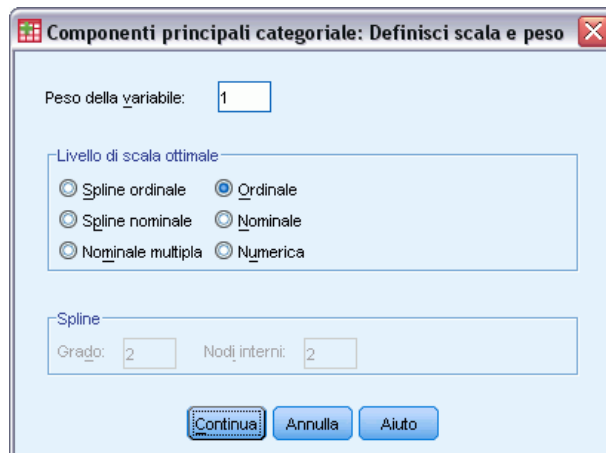 Componenti principali categoriale: Definisci scala e peso
Peso della variabile: 1
Livello di scala ottimale
Spline ordinale Ordinale
Spline nominale Nominale
Nominale multipla Numerica
Spline
Grado: 2 Nodi interni: 2
Continua Annulla Aiuto